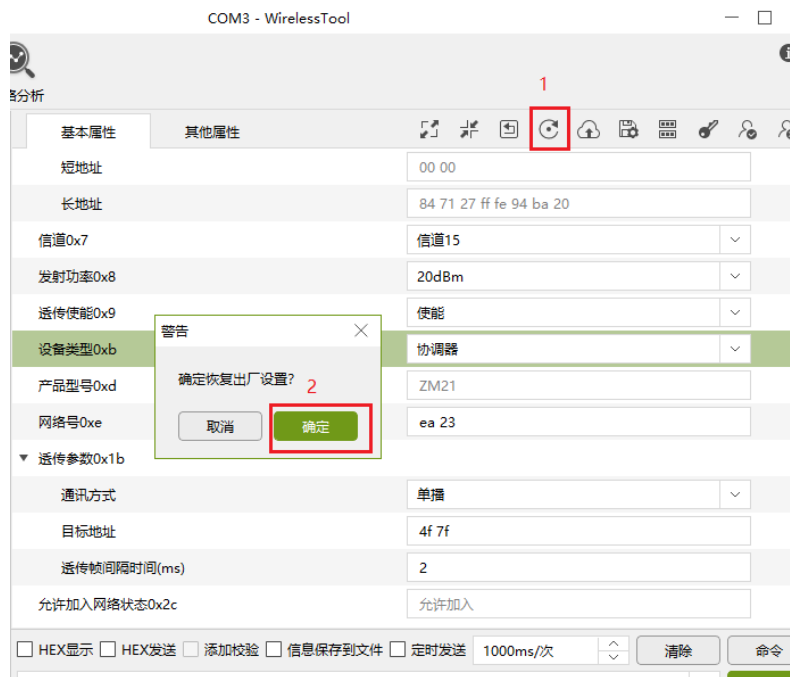 COM3 - WirelessTool
络分析
1
基本属性 其他属性
短地址 00 00
长地址 84 71 27 ff fe 94 ba 20
信道0x7 信道15
发射功率0x8 20dBm
透传使能0x9 使能
警告
设备类型0xb 协调器
确定恢复出厂设置?
2
产品型号0xd ZM21
取消 确定
网络号0xe ea 23
透传参数0x1b
通讯方式 单播
目标地址 4f 7f
透传帧间隔时间(ms) 2
允许加入网络状态0x2c 允许加入
HEX显示 HEX发送 添加校验 信息保存到文件 定时发送 1000ms/次 清除 命令